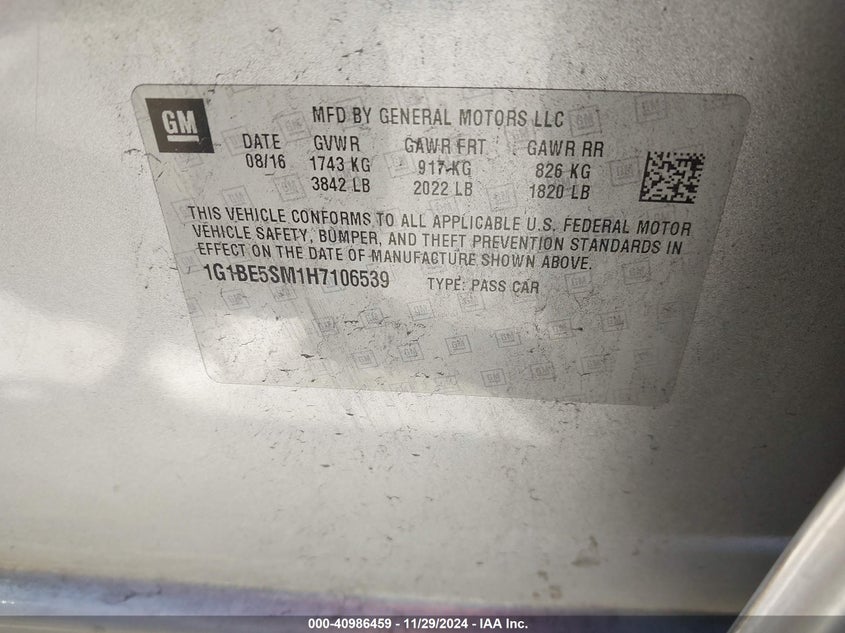 GM
MFD BY GENERAL MOTORS LLC
DATE GVWR GAWR FRT GAWR RR
08/16 1743 KG 917 KG 826 KG
3842 LB 2022 LB 1820 LB
THIS VEHICLE CONFORMS TO ALL APPLICABLE U.S. FEDERAL MOTOR
VEHICLE SAFETY, BUMPER, AND THEFT PREVENTION STANDARDS IN
EFFECT ON THE DATE OF MANUFACTURE SHOWN ABOVE.
1G1BE5SM1H7106539 TYPE: PASS CAR
000-40986459 - 11/29/2024 - IAA Inc.